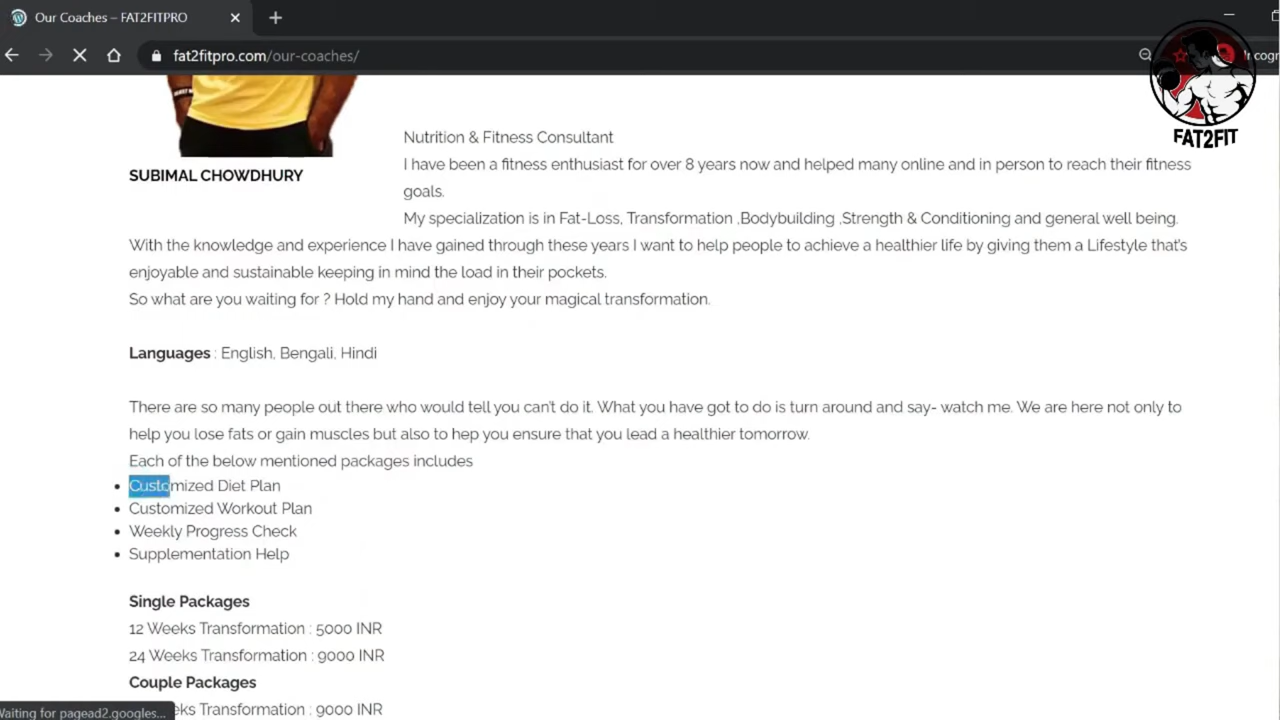 Our Coaches – FAT2FITPRO
fat2fitpro.com/our-coaches/
FAT2FIT
Nutrition & Fitness Consultant
I have been a fitness enthusiast for over 8 years now and helped many online and in person to reach their fitness
SUBIMAL CHOWDHURY
goals.
My specialization is in Fat-Loss, Transformation ,Bodybuilding ,Strength & Conditioning and general well being.
With the knowledge and experience I have gained through these years I want to help people to achieve a healthier life by giving them a Lifestyle that's
enjoyable and sustainable keeping in mind the load in their pockets.
So what are you waiting for ? Hold my hand and enjoy your magical transformation.
Languages : English, Bengali, Hindi
There are so many people out there who would tell you can't do it. What you have got to do is turn around and say- watch me. We are here not only to
help you lose fats or gain muscles but also to hep you ensure that you lead a healthier tomorrow.
Each of the below mentioned packages includes
• Customized Diet Plan
• Customized Workout Plan
• Weekly Progress Check
• Supplementation Help
Single Packages
12 Weeks Transformation : 5000 INR
24 Weeks Transformation : 9000 INR
Couple Packages
Transformation : 9000 INR
Waiting for pagead2.googles...